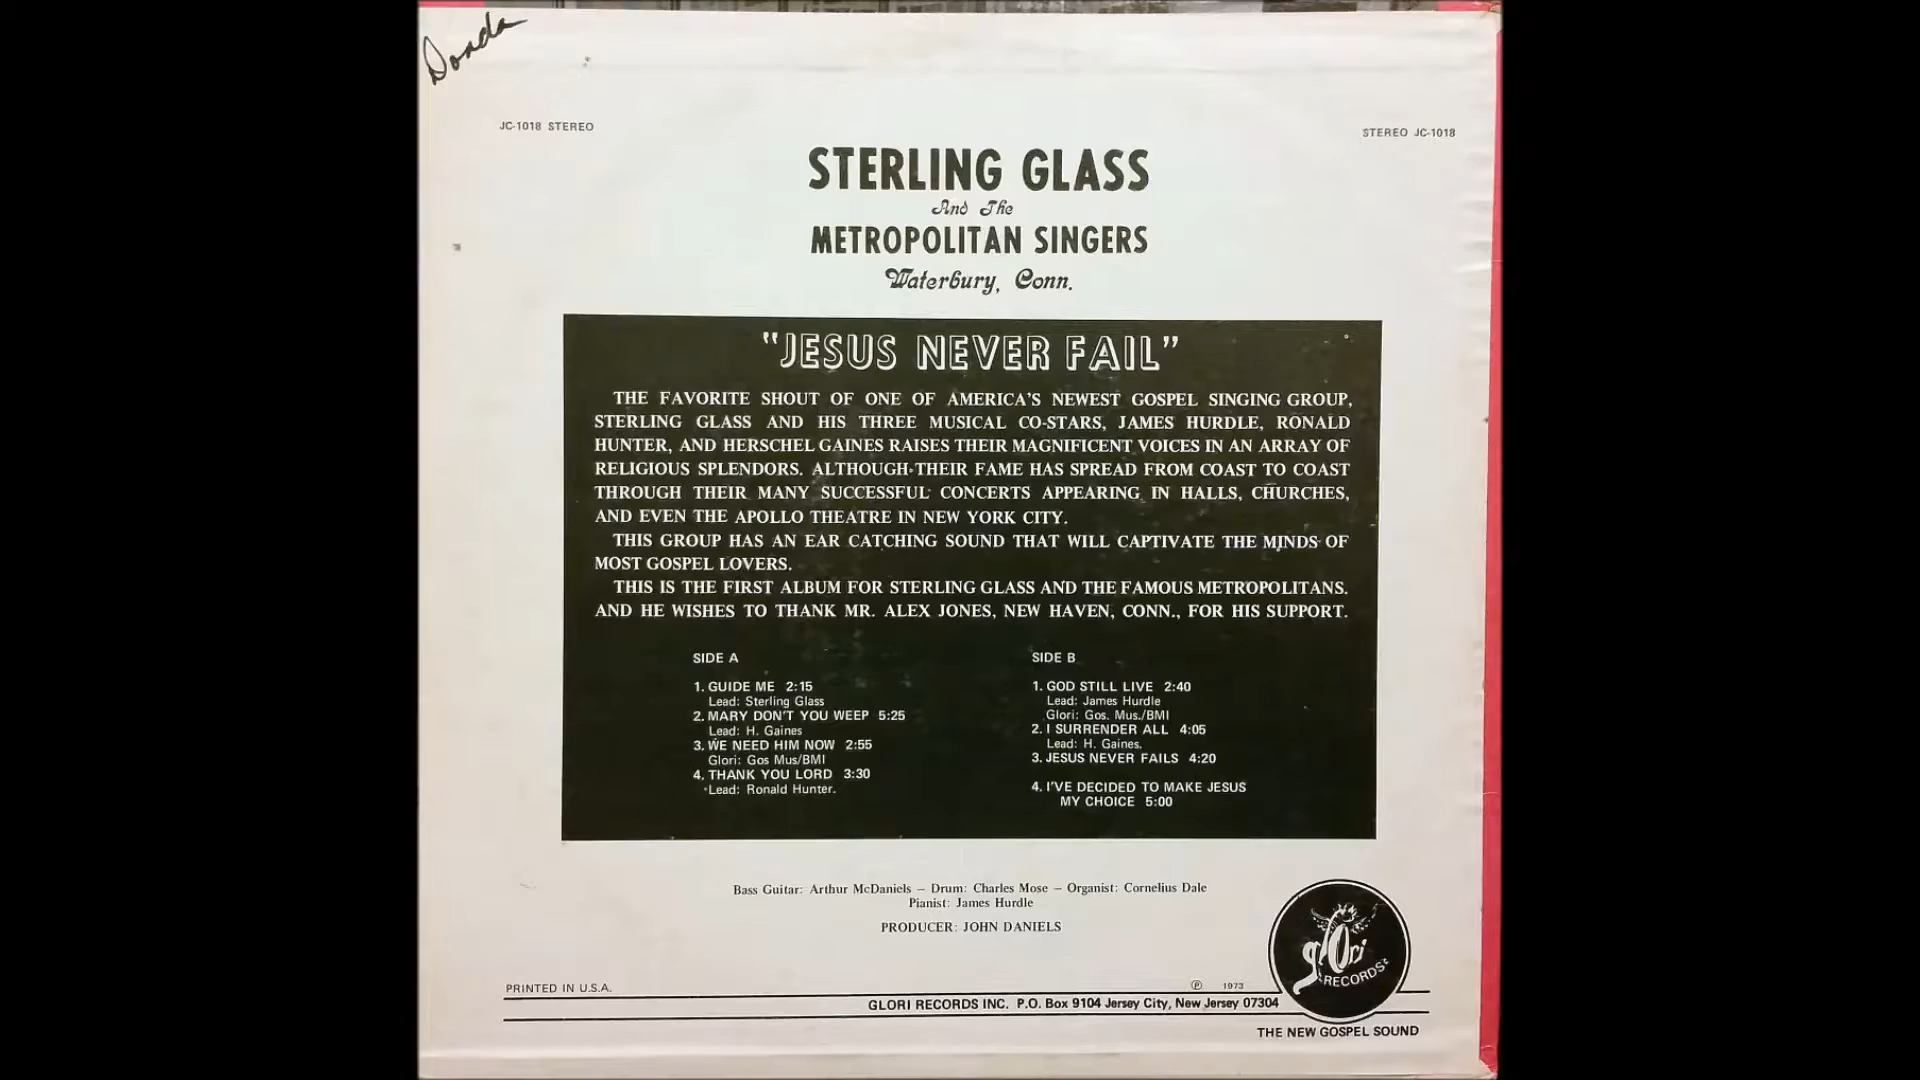 Donda
JC-1018 STEREO
STEREO JC-1018
STERLING GLASS
And The
METROPOLITAN SINGERS
Waterbury, Conn.
"JESUS NEVER FAIL"
THE FAVORITE SHOUT OF ONE OF AMERICA'S NEWEST GOSPEL SINGING GROUP,
STERLING GLASS AND HIS THREE MUSICAL CO-STARS, JAMES HURDLE, RONALD
HUNTER, AND HERSCHEL GAINES RAISES THEIR MAGNIFICENT VOICES IN AN ARRAY OF
RELIGIOUS SPLENDORS. ALTHOUGH THEIR FAME HAS SPREAD FROM COAST TO COAST
THROUGH THEIR MANY SUCCESSFUL CONCERTS APPEARING IN HALLS, CHURCHES,
AND EVEN THE APOLLO THEATRE IN NEW YORK CITY.
THIS GROUP HAS AN EAR CATCHING SOUND THAT WILL CAPTIVATE THE MINDS OF
MOST GOSPEL LOVERS.
THIS IS THE FIRST ALBUM FOR STERLING GLASS AND THE FAMOUS METROPOLITANS.
AND HE WISHES TO THANK MR. ALEX JONES, NEW HAVEN, CONN., FOR HIS SUPPORT.
SIDE A
1. GUIDE ME 2:15
Lead: Sterling Glass
2. MARY DON'T YOU WEEP 5:25
Lead: H. Gaines
3. WE NEED HIM NOW 2:55
Glori: Gos Mus/BMI
4. THANK YOU LORD 3:30
Lead: Ronald Hunter.
SIDE B
1. GOD STILL LIVE 2:40
Lead: James Hurdle
Glori: Gos. Mus./BMI
2. I SURRENDER ALL 4:05
Lead: H. Gaines.
3. JESUS NEVER FAILS 4:20
4. I'VE DECIDED TO MAKE JESUS
MY CHOICE 5:00
Bass Guitar: Arthur McDaniels — Drum: Charles Mose — Organist: Cornelius Dale
Pianist: James Hurdle
PRODUCER: JOHN DANIELS
glori
RECORDS
PRINTED IN U.S.A.
℗ 1973
GLORI RECORDS INC. P.O. Box 9104 Jersey City, New Jersey 07304
THE NEW GOSPEL SOUND